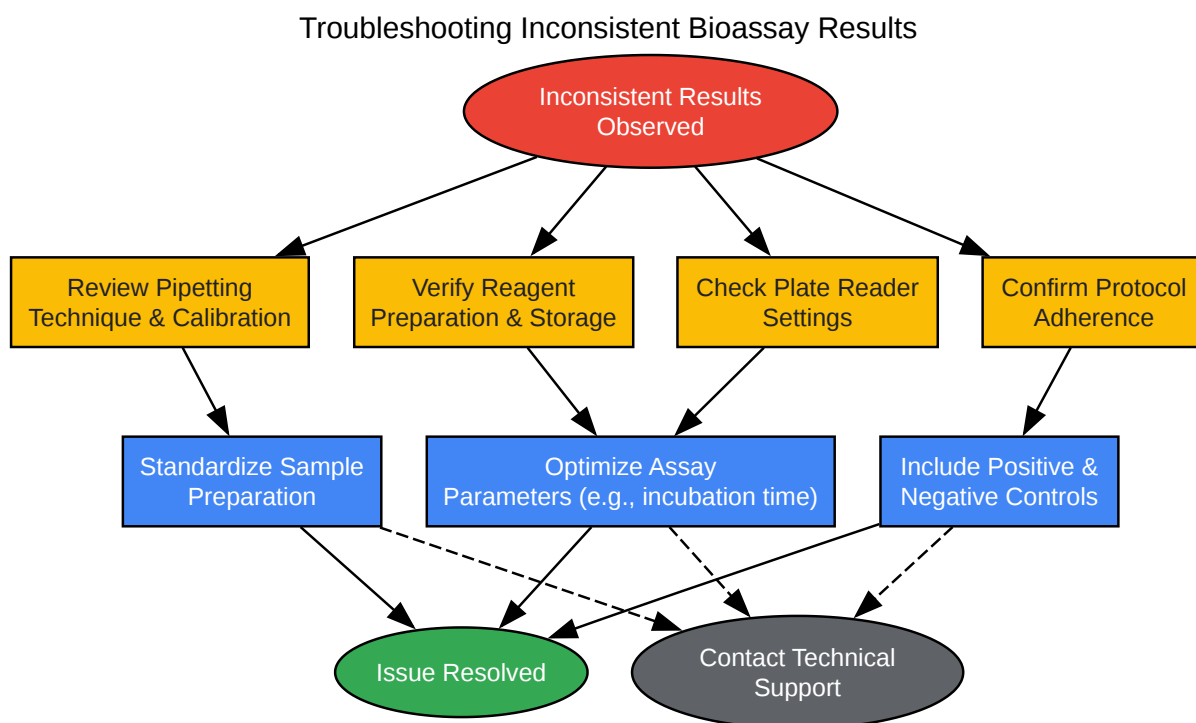 Troubleshooting Inconsistent Bioassay Results
Inconsistent Results
Observed
Review Pipetting
Technique & Calibration
Verify Reagent
Preparation & Storage
Check Plate Reader
Settings
Confirm Protocol
Adherence
Standardize Sample
Preparation
Optimize Assay
Parameters (e.g., incubation time)
Include Positive &
Negative Controls
Issue Resolved
Contact Technical
Support